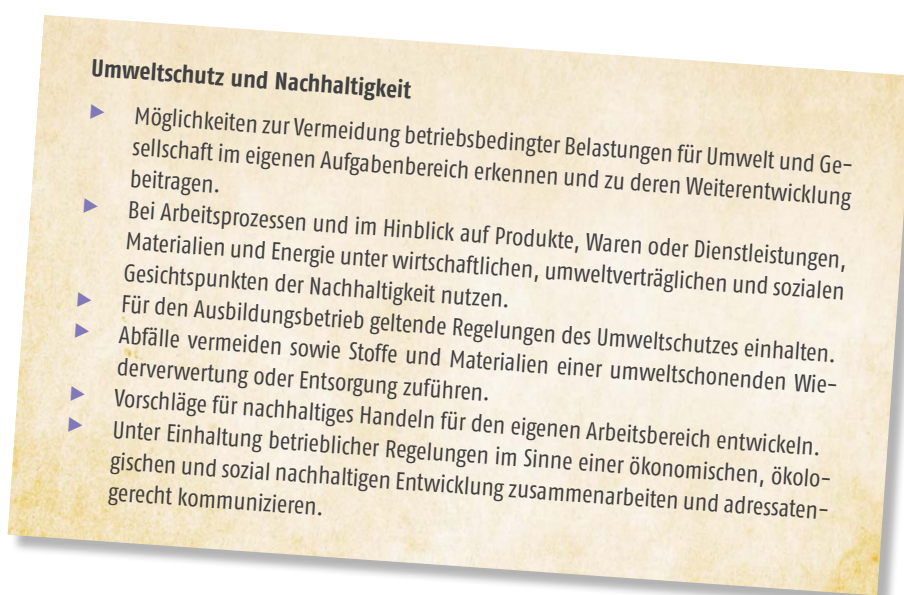 Umweltschutz und Nachhaltigkeit
▶ Möglichkeiten zur Vermeidung betriebsbedingter Belastungen für Umwelt und Ge-
sellschaft im eigenen Aufgabenbereich erkennen und zu deren Weiterentwicklung
beitragen.
▶ Bei Arbeitsprozessen und im Hinblick auf Produkte, Waren oder Dienstleistungen,
Materialien und Energie unter wirtschaftlichen, umweltverträglichen und sozialen
Gesichtspunkten der Nachhaltigkeit nutzen.
▶ Für den Ausbildungsbetrieb geltende Regelungen des Umweltschutzes einhalten.
▶ Abfälle vermeiden sowie Stoffe und Materialien einer umweltschonenden Wie-
derverwertung oder Entsorgung zuführen.
▶ Vorschläge für nachhaltiges Handeln für den eigenen Arbeitsbereich entwickeln.
▶ Unter Einhaltung betrieblicher Regelungen im Sinne einer ökonomischen, ökolo-
gischen und sozial nachhaltigen Entwicklung zusammenarbeiten und adressaten-
gerecht kommunizieren.